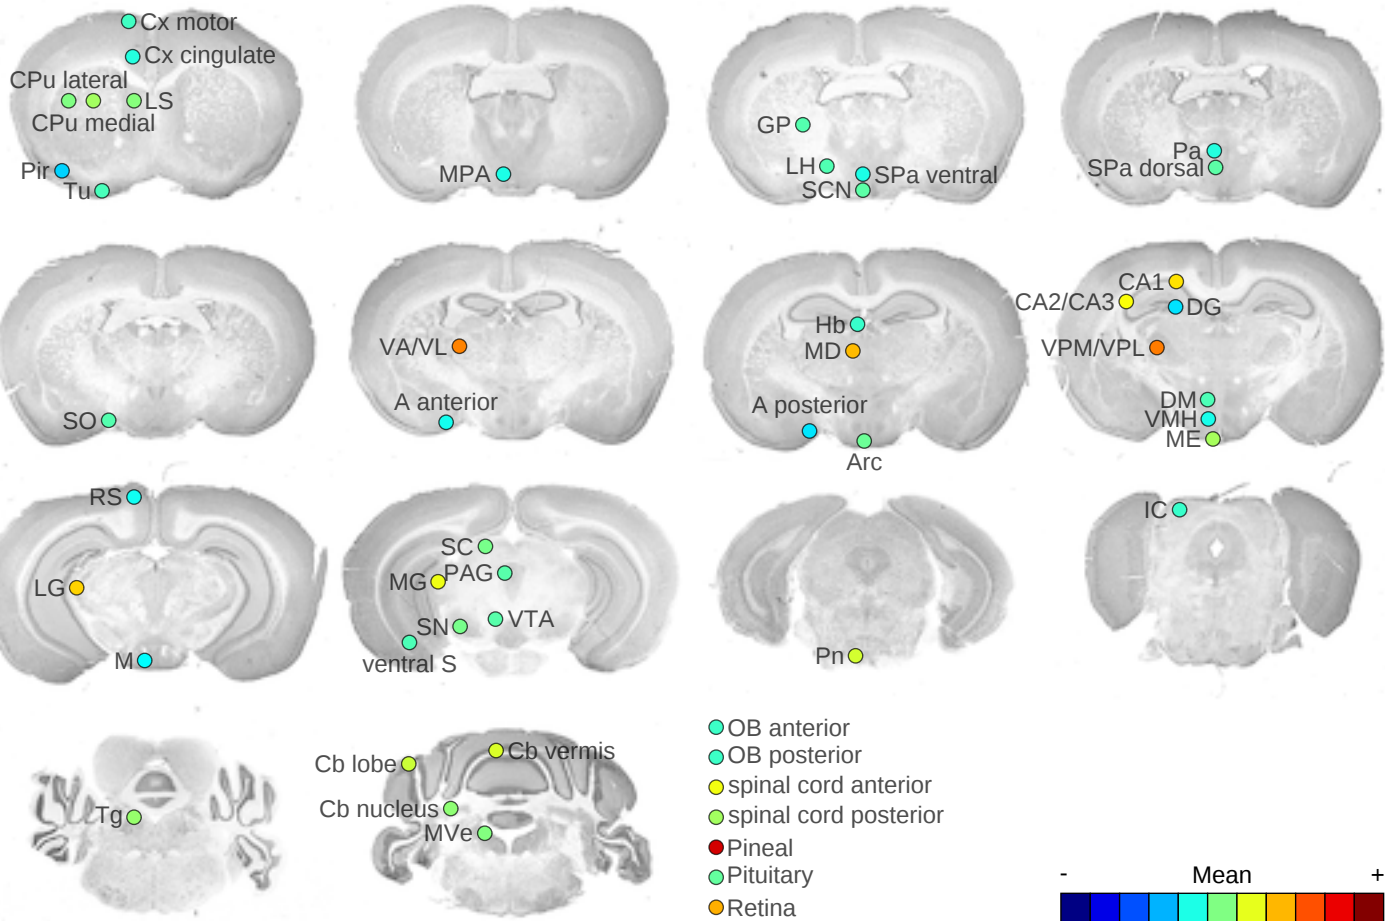 Cx motor
Cx cingulate
CPu lateral
LS
CPu medial
Pir
Tu
MPA
GP
LH
SPa ventral
SCN
Pa
SPa dorsal
SO
VA/VL
A anterior
Hb
MD
A posterior
Arc
CA1
CA2/CA3
DG
VPM/VPL
DM
VMH
ME
RS
LG
M
SC
PAG
MG
VTA
SN
ventral S
Pn
IC
Tg
Cb vermis
Cb lobe
Cb nucleus
MVe
OB anterior
OB posterior
spinal cord anterior
spinal cord posterior
Pineal
Pituitary
Retina
- Mean +